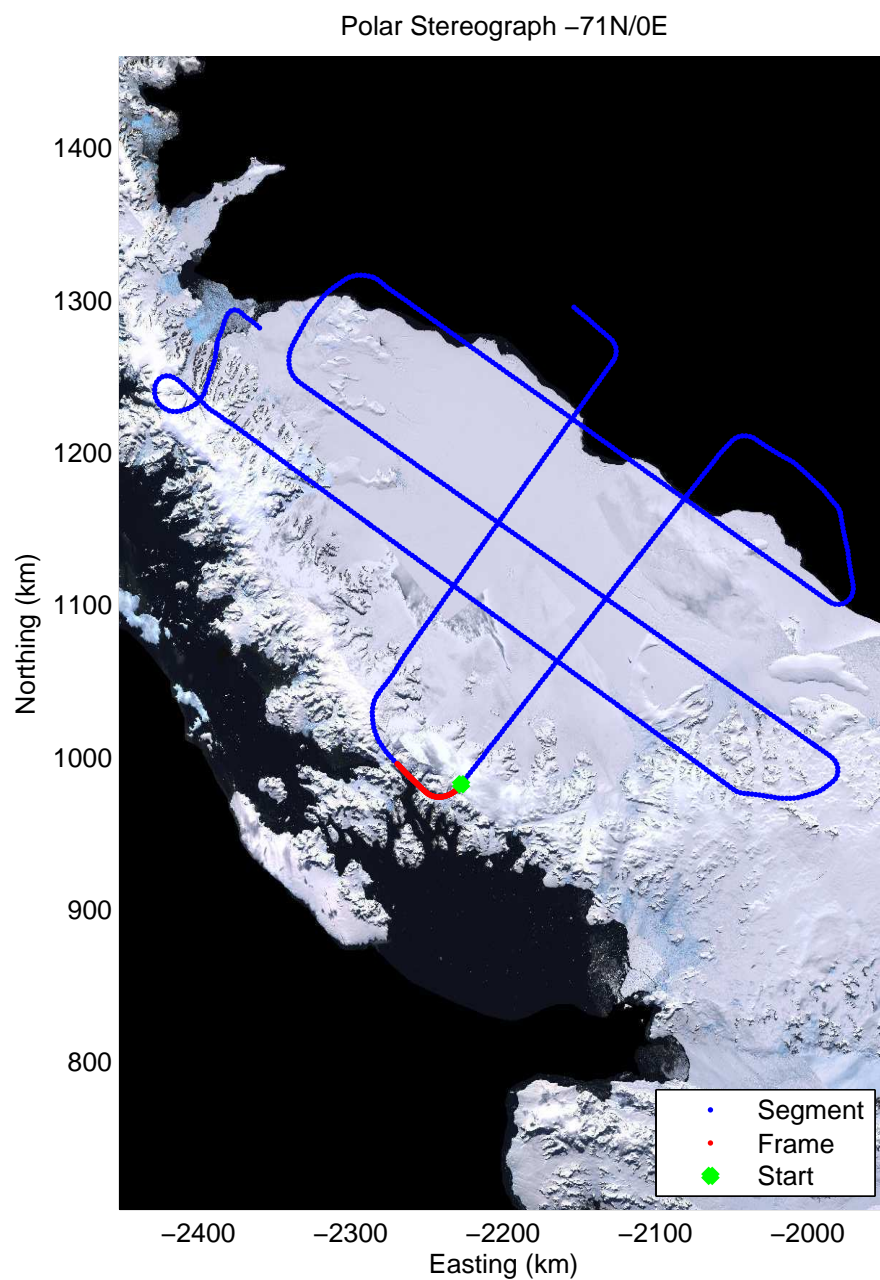 Polar Stereograph −71N/0E
1400
1300
1200
1100
1000
900
800
Northing (km)
−2400
−2300
−2200
−2100
−2000
Easting (km)
Segment
Frame
Start